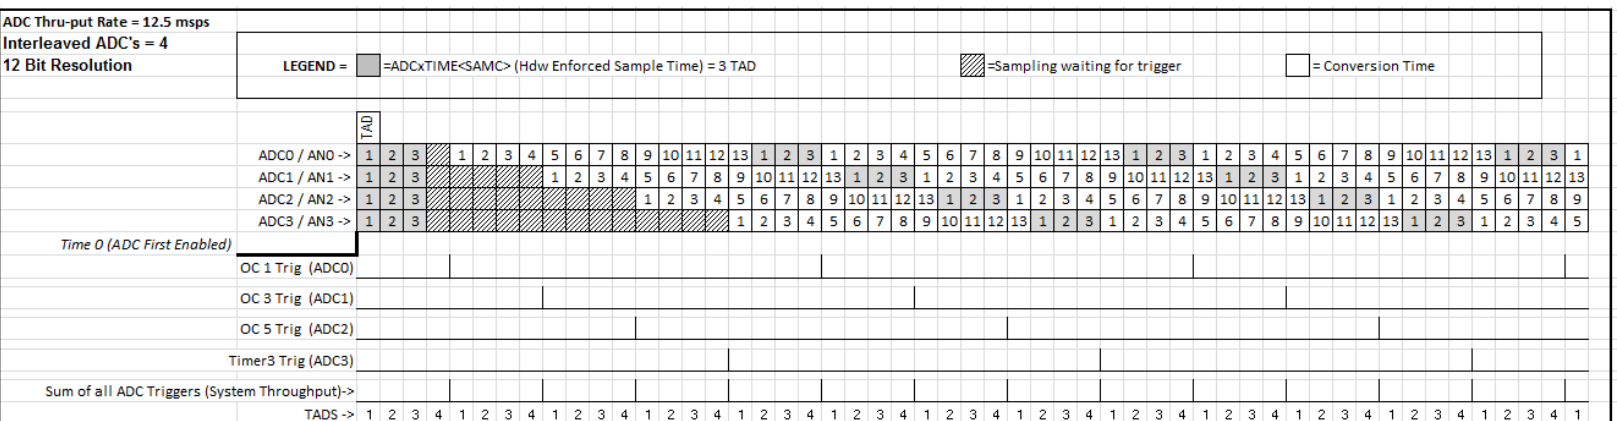 ADC Thru-put Rate = 12.5 msps
Interleaved ADC's = 4
12 Bit Resolution
LEGEND = =ADCxTIME<SAMC> (Hdw Enforced Sample Time) = 3 TAD =Sampling waiting for trigger = Conversion Time
TAD
ADC0 / AN0 -> 1 2 3 1 2 3 4 5 6 7 8 9 10 11 12 13 1 2 3 1 2 3 4 5 6 7 8 9 10 11 12 13 1 2 3 1 2 3 4 5 6 7 8 9 10 11 12 13 1 2 3 1
ADC1 / AN1 -> 1 2 3 1 2 3 4 5 6 7 8 9 10 11 12 13 1 2 3 1 2 3 4 5 6 7 8 9 10 11 12 13 1 2 3 1 2 3 4 5 6 7 8 9 10 11 12 13
ADC2 / AN2 -> 1 2 3 1 2 3 4 5 6 7 8 9 10 11 12 13 1 2 3 1 2 3 4 5 6 7 8 9 10 11 12 13 1 2 3 1 2 3 4 5 6 7 8 9
ADC3 / AN3 -> 1 2 3 1 2 3 4 5 6 7 8 9 10 11 12 13 1 2 3 1 2 3 4 5 6 7 8 9 10 11 12 13 1 2 3 1 2 3 4 5
Time 0 (ADC First Enabled)
OC 1 Trig (ADC0)
OC 3 Trig (ADC1)
OC 5 Trig (ADC2)
Timer3 Trig (ADC3)
Sum of all ADC Triggers (System Throughput)->
TADS -> 1 2 3 4 1 2 3 4 1 2 3 4 1 2 3 4 1 2 3 4 1 2 3 4 1 2 3 4 1 2 3 4 1 2 3 4 1 2 3 4 1 2 3 4 1 2 3 4 1 2 3 4 1